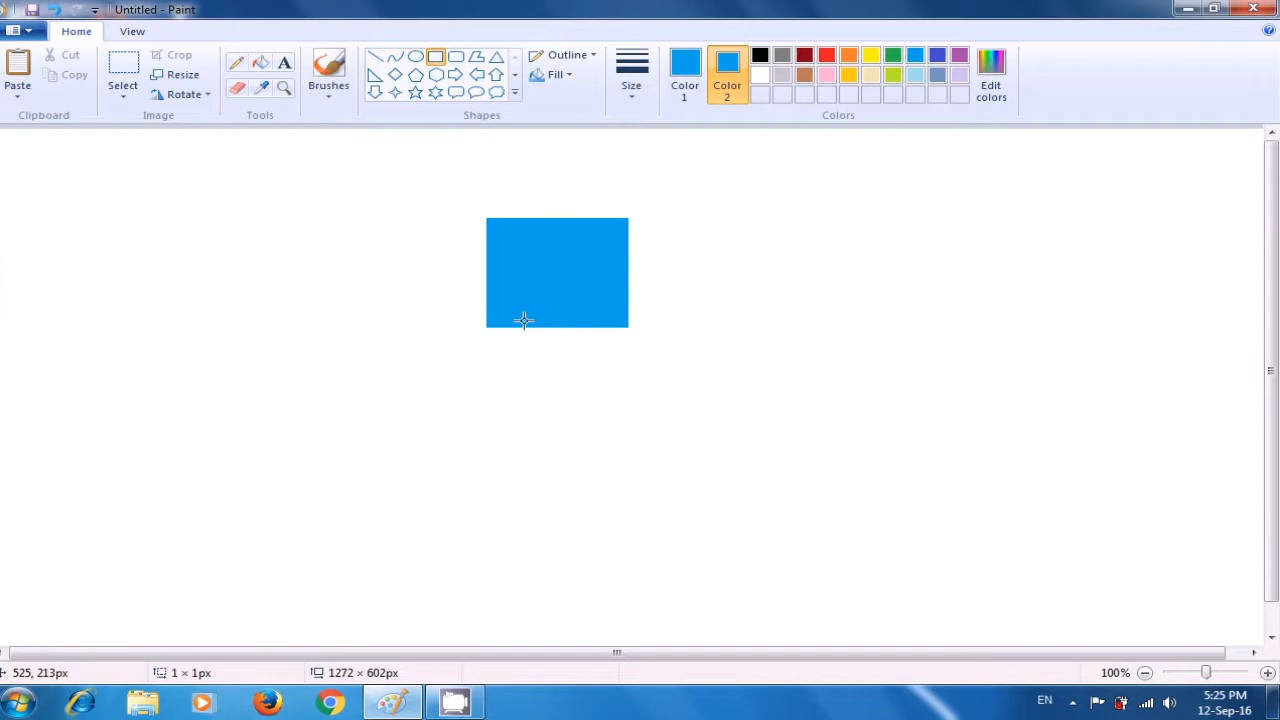 Untitled - Paint
Home View
Paste
Cut
Copy
Clipboard
Select
Crop
Resize
Rotate
Image
A
Tools
Brushes
Shapes
Outline
Fill
Size
Color 1
Color 2
Edit colors
Colors
525, 213px 1 × 1px 1272 × 602px 100%
EN 5:25 PM
12-Sep-16